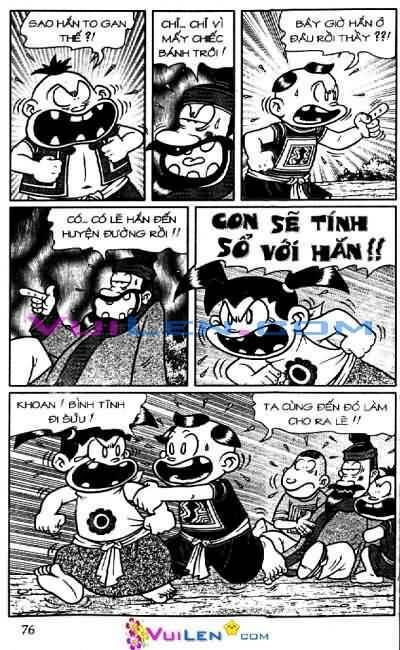 SAO HẮN TO GAN
THẾ ?!
CHỈ... CHỈ VÌ
MẤY CHIẾC
BÁNH TRÔI !
BÂY GIỜ HẮN Ở
ĐÂU RỒI THẦY ??!
CÓ... CÓ LẼ HẮN ĐẾN
HUYỆN ĐƯỜNG RỒI !!
CON SẼ TÍNH
SỔ VỚI HẮN !!
VuiLen.com
KHOAN ! BÌNH TĨNH
ĐI SỬU !
TA CÙNG ĐẾN ĐÓ LÀM
CHO RA LẼ !!
76
VuiLen.com